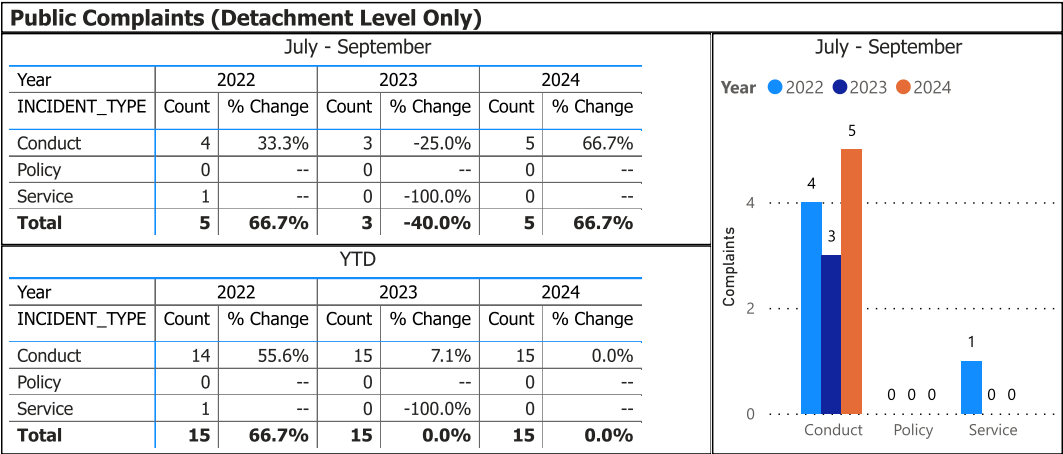 Public Complaints (Detachment Level Only)
July - September
Year 2022 2023 2024
INCIDENT_TYPE Count % Change Count % Change Count % Change
Conduct 4 33.3% 3 -25.0% 5 66.7%
Policy 0 -- 0 -- 0 --
Service 1 -- 0 -100.0% 0 --
Total 5 66.7% 3 -40.0% 5 66.7%
YTD
Year 2022 2023 2024
INCIDENT_TYPE Count % Change Count % Change Count % Change
Conduct 14 55.6% 15 7.1% 15 0.0%
Policy 0 -- 0 -- 0 --
Service 1 -- 0 -100.0% 0 --
Total 15 66.7% 15 0.0% 15 0.0%
July - September
Year 2022 2023 2024
5
4
4
3
Complaints
2
1
0 0 0 0 0
0
Conduct Policy Service